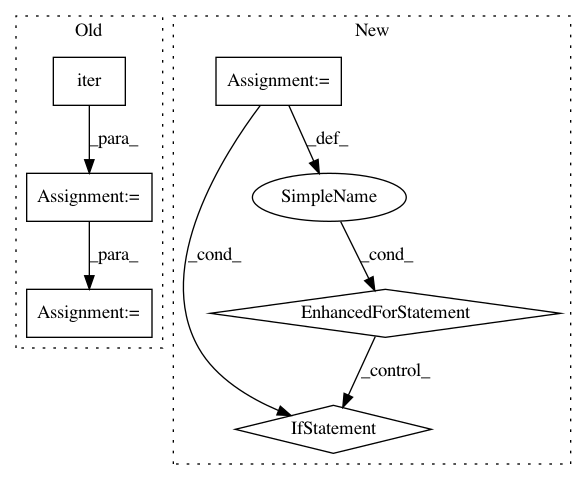 Old
New
iter
Assignment:=
_para_
_def_
Assignment:=
SimpleName
_para_
_cond_
_cond_
Assignment:=
EnhancedForStatement
_control_
IfStatement